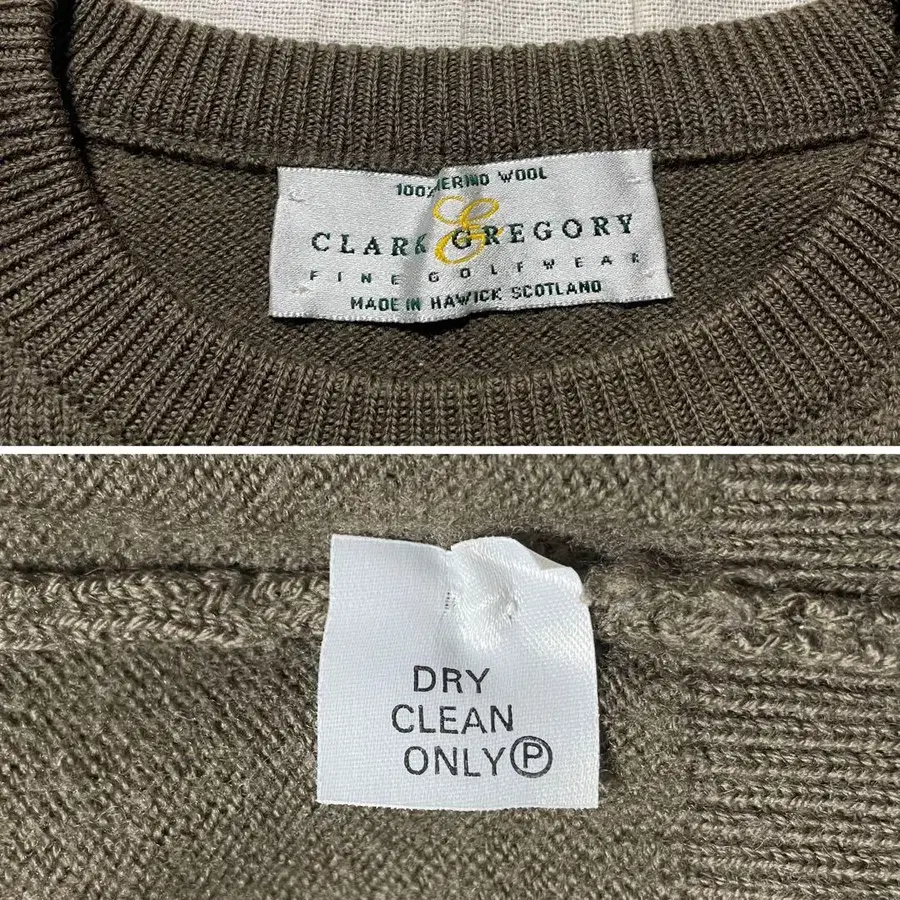 100% MERINO WOOL
CLARK & GREGORY
FINE GOLFWEAR
MADE IN HAWICK SCOTLAND
DRY
CLEAN
ONLY Ⓟ